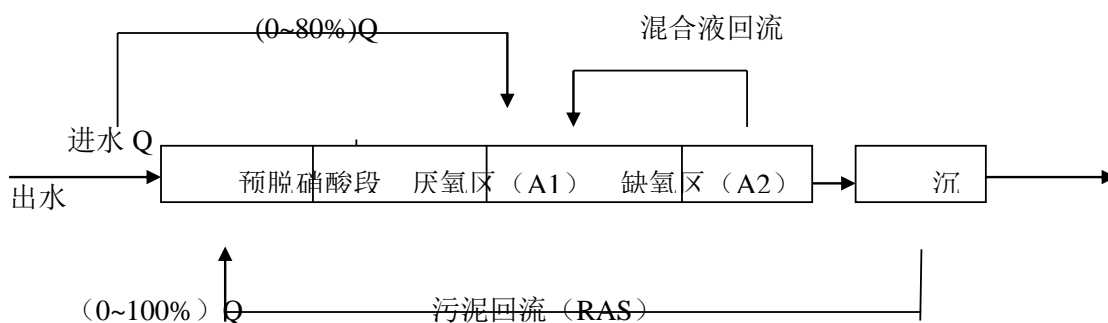 (0~80%)Q
混合液回流
进水 Q
预脱硝酸段 厌氧区（A1） 缺氧区（A2）
沉
出水
（0~100%）Q
污泥回流（RAS）